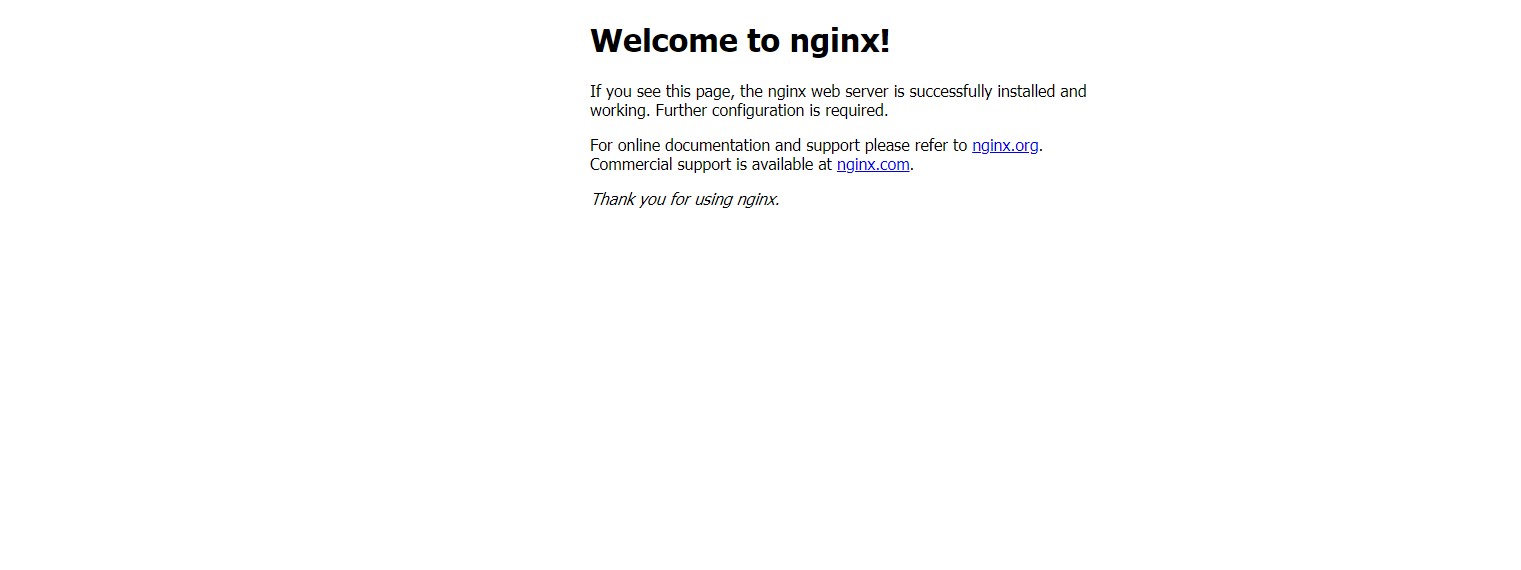 Welcome to nginx!
If you see this page, the nginx web server is successfully installed and
working. Further configuration is required.
For online documentation and support please refer to nginx.org.
Commercial support is available at nginx.com.
Thank you for using nginx.